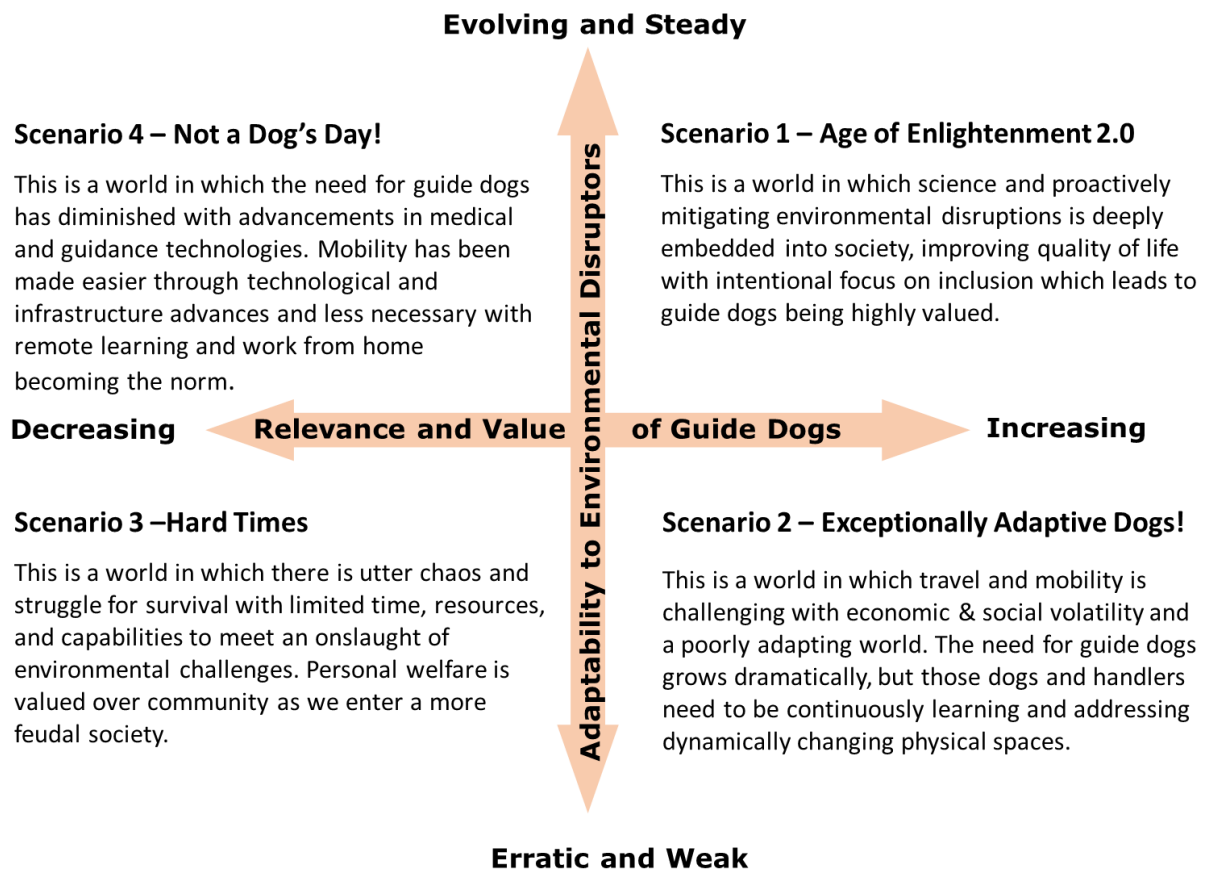 Evolving and Steady
Scenario 4 – Not a Dog's Day!
This is a world in which the need for guide dogs
has diminished with advancements in medical
and guidance technologies. Mobility has been
made easier through technological and
infrastructure advances and less necessary with
remote learning and work from home
becoming the norm.
Scenario 1 – Age of Enlightenment 2.0
This is a world in which science and proactively
mitigating environmental disruptions is deeply
embedded into society, improving quality of life
with intentional focus on inclusion which leads to
guide dogs being highly valued.
Adaptability to Environmental Disruptors
Decreasing
Relevance and Value of Guide Dogs
Increasing
Scenario 3 –Hard Times
This is a world in which there is utter chaos and
struggle for survival with limited time, resources,
and capabilities to meet an onslaught of
environmental challenges. Personal welfare is
valued over community as we enter a more
feudal society.
Scenario 2 – Exceptionally Adaptive Dogs!
This is a world in which travel and mobility is
challenging with economic & social volatility and
a poorly adapting world. The need for guide dogs
grows dramatically, but those dogs and handlers
need to be continuously learning and addressing
dynamically changing physical spaces.
Erratic and Weak